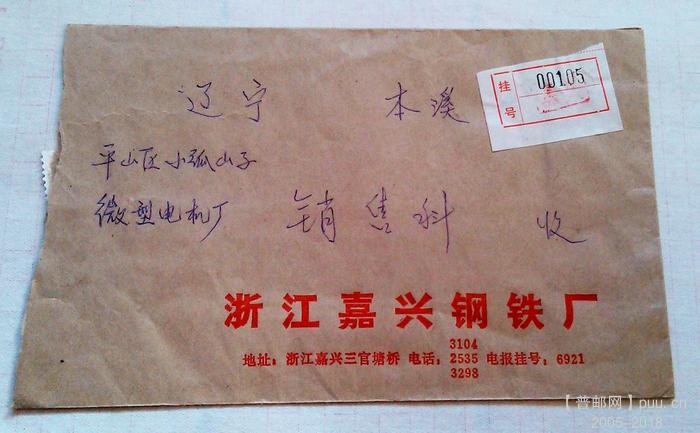 辽宁 本溪
挂号 00105
平山区小孤山子
微型电机厂 销售科 收
浙江嘉兴钢铁厂
地址：浙江嘉兴三官塘桥 电话：3104 2535 3298 电报挂号：6921
【普邮网】puu.cn
2005-2018